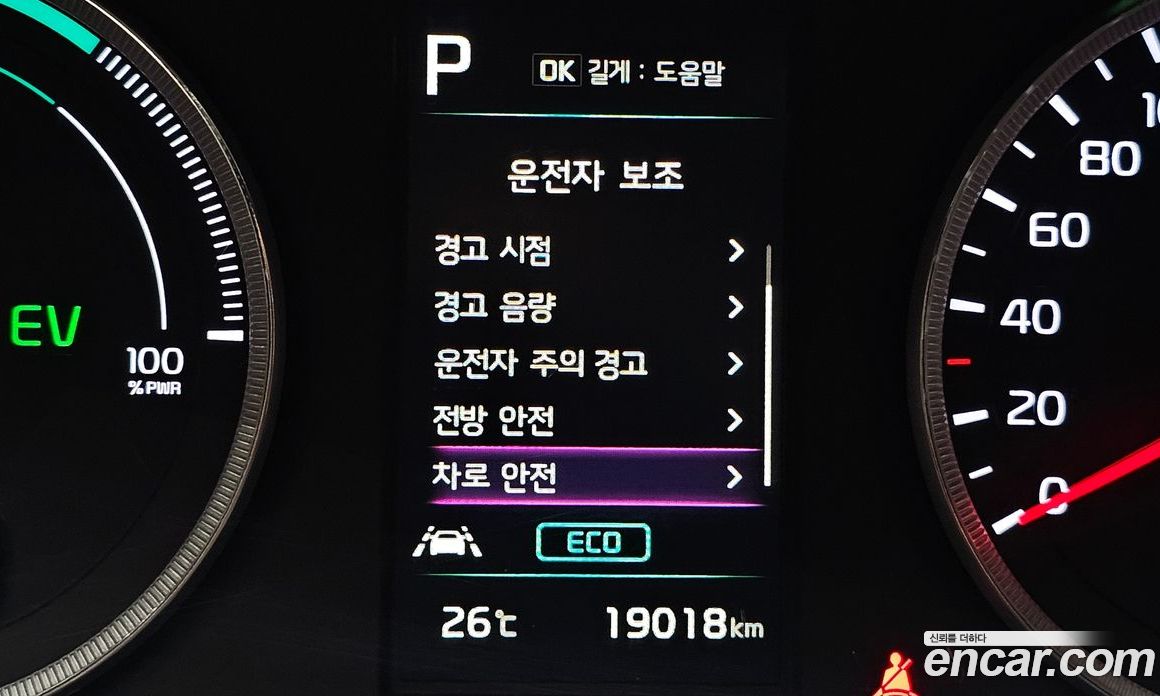 P
OK 길게 : 도움말
운전자 보조
경고 시점
경고 음량
운전자 주의 경고
전방 안전
차로 안전
ECO
26℃ 19018km
EV
100
%PWR
80
60
40
20
0
신뢰를 더하다
encar.com